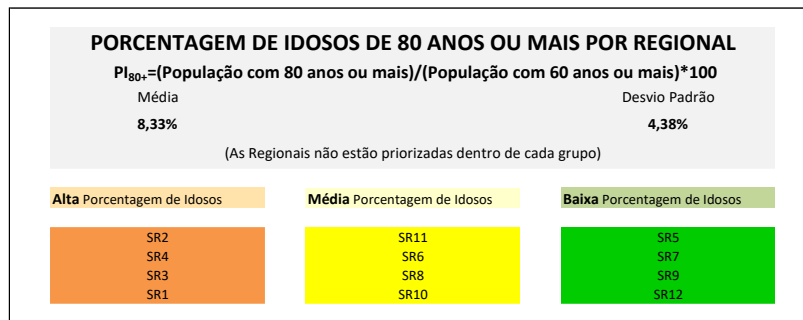 PORCENTAGEM DE IDOSOS DE 80 ANOS OU MAIS POR REGIONAL
PI80+=(População com 80 anos ou mais)/(População com 60 anos ou mais)*100
Média
Desvio Padrão
8,33%
4,38%
(As Regionais não estão priorizadas dentro de cada grupo)
Alta Porcentagem de Idosos
SR2
SR4
SR3
SR1
Média Porcentagem de Idosos
SR11
SR6
SR8
SR10
Baixa Porcentagem de Idosos
SR5
SR7
SR9
SR12